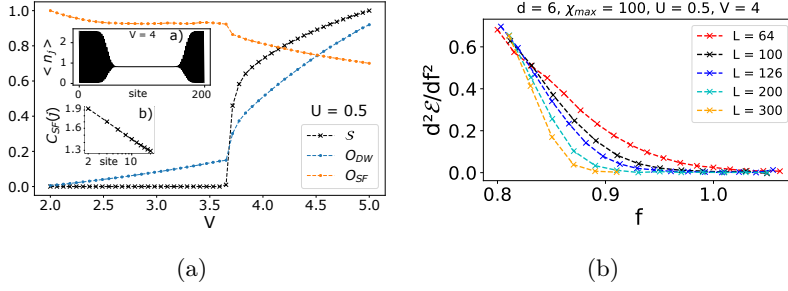 1.0
0.8
0.6
0.4
0.2
0.0
2.0 2.5 3.0 3.5 4.0 4.5 5.0
V
V = 4
a)
< n_j >
2
0
0 site 200
b)
C_SF(j)
1.9
1.6
1.3
2 site 10
U = 0.5
S
O_DW
O_SF
(a)
d = 6, χ_max = 100, U = 0.5, V = 4
d²ℰ/df²
0.6
0.4
0.2
0.0
0.8 0.9 1.0
f
L = 64
L = 100
L = 126
L = 200
L = 300
(b)